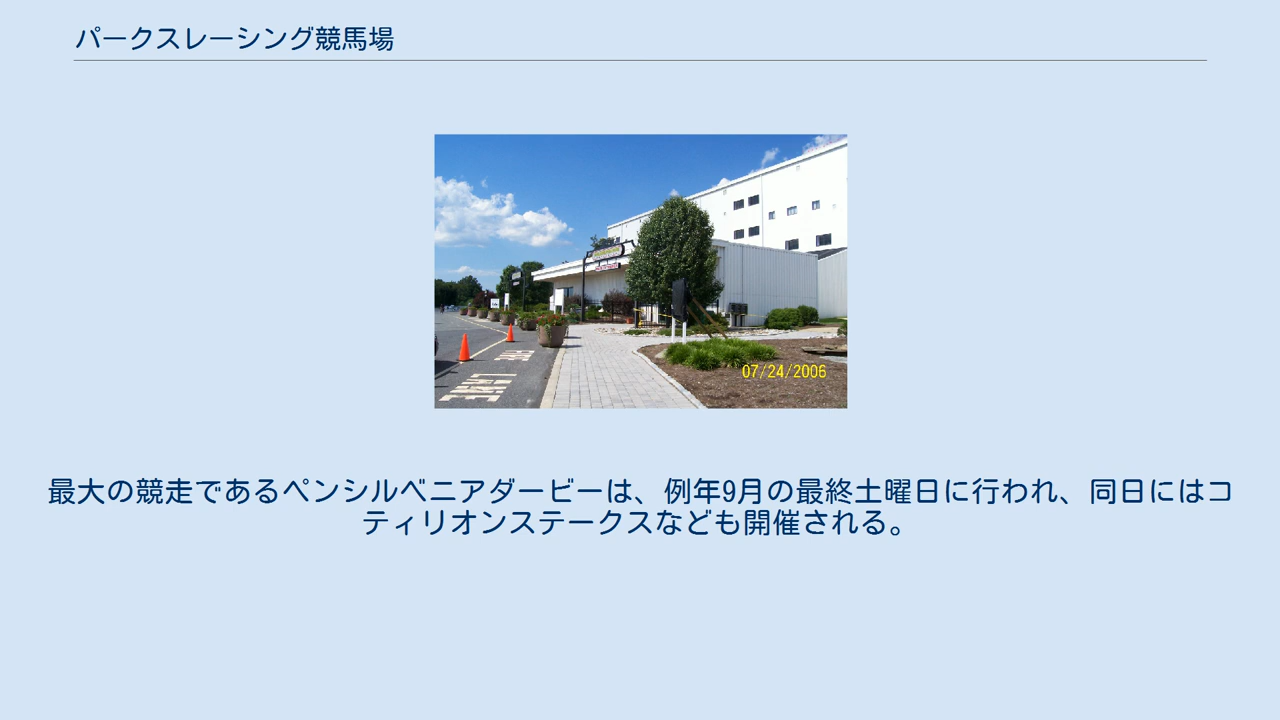 パークスレーシング競馬場
07/24/2006
最大の競走であるペンシルベニアダービーは、例年9月の最終土曜日に行われ、同日にはコ
ティリオンステークスなども開催される。